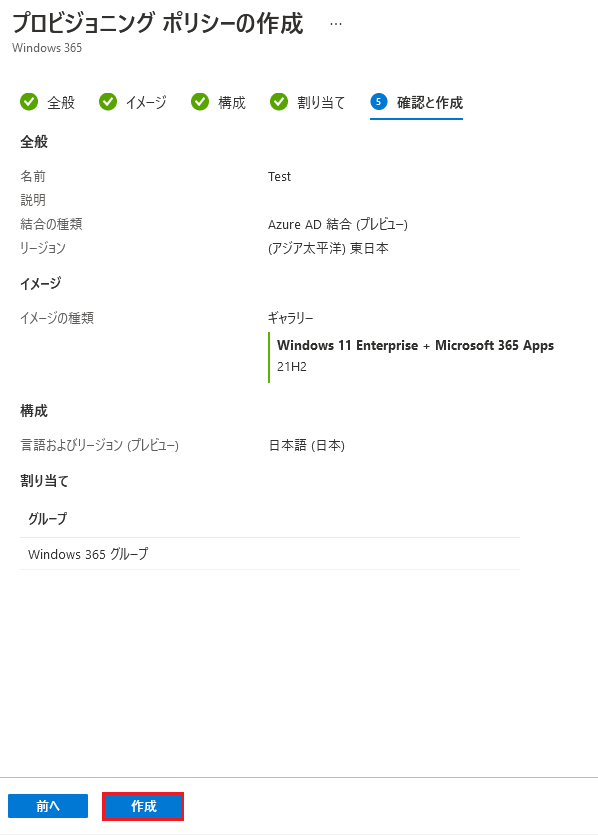 プロビジョニング ポリシーの作成 …
Windows 365
全般 イメージ 構成 割り当て 5 確認と作成
全般
名前 Test
説明
結合の種類 Azure AD 結合 (プレビュー)
リージョン (アジア太平洋) 東日本
イメージ
イメージの種類 ギャラリー
Windows 11 Enterprise + Microsoft 365 Apps
21H2
構成
言語およびリージョン (プレビュー) 日本語 (日本)
割り当て
グループ
Windows 365 グループ
前へ 作成